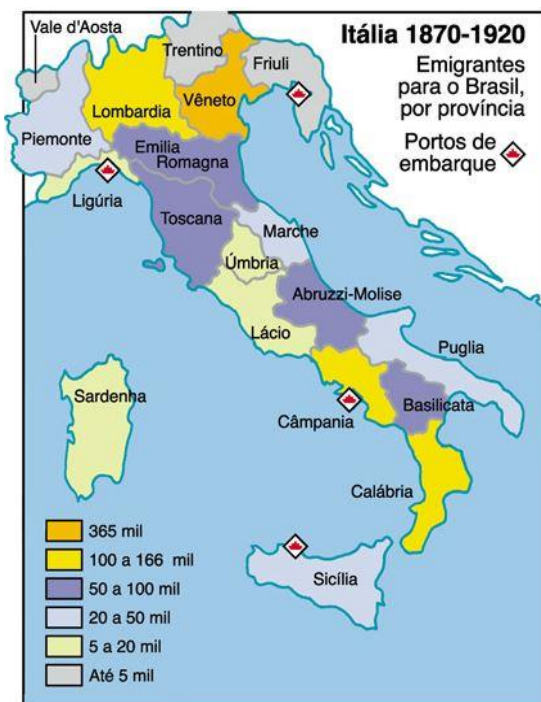 Itália 1870-1920
Emigrantes
para o Brasil,
por província
Portos de
embarque
Vale d'Aosta
Trentino
Friuli
Lombardia
Vêneto
Piemonte
Emilia
Romagna
Ligúria
Toscana
Marche
Úmbria
Abruzzi-Molise
Lácio
Puglia
Sardenha
Câmpania
Basilicata
Calábria
Sicília
365 mil
100 a 166 mil
50 a 100 mil
20 a 50 mil
5 a 20 mil
Até 5 mil